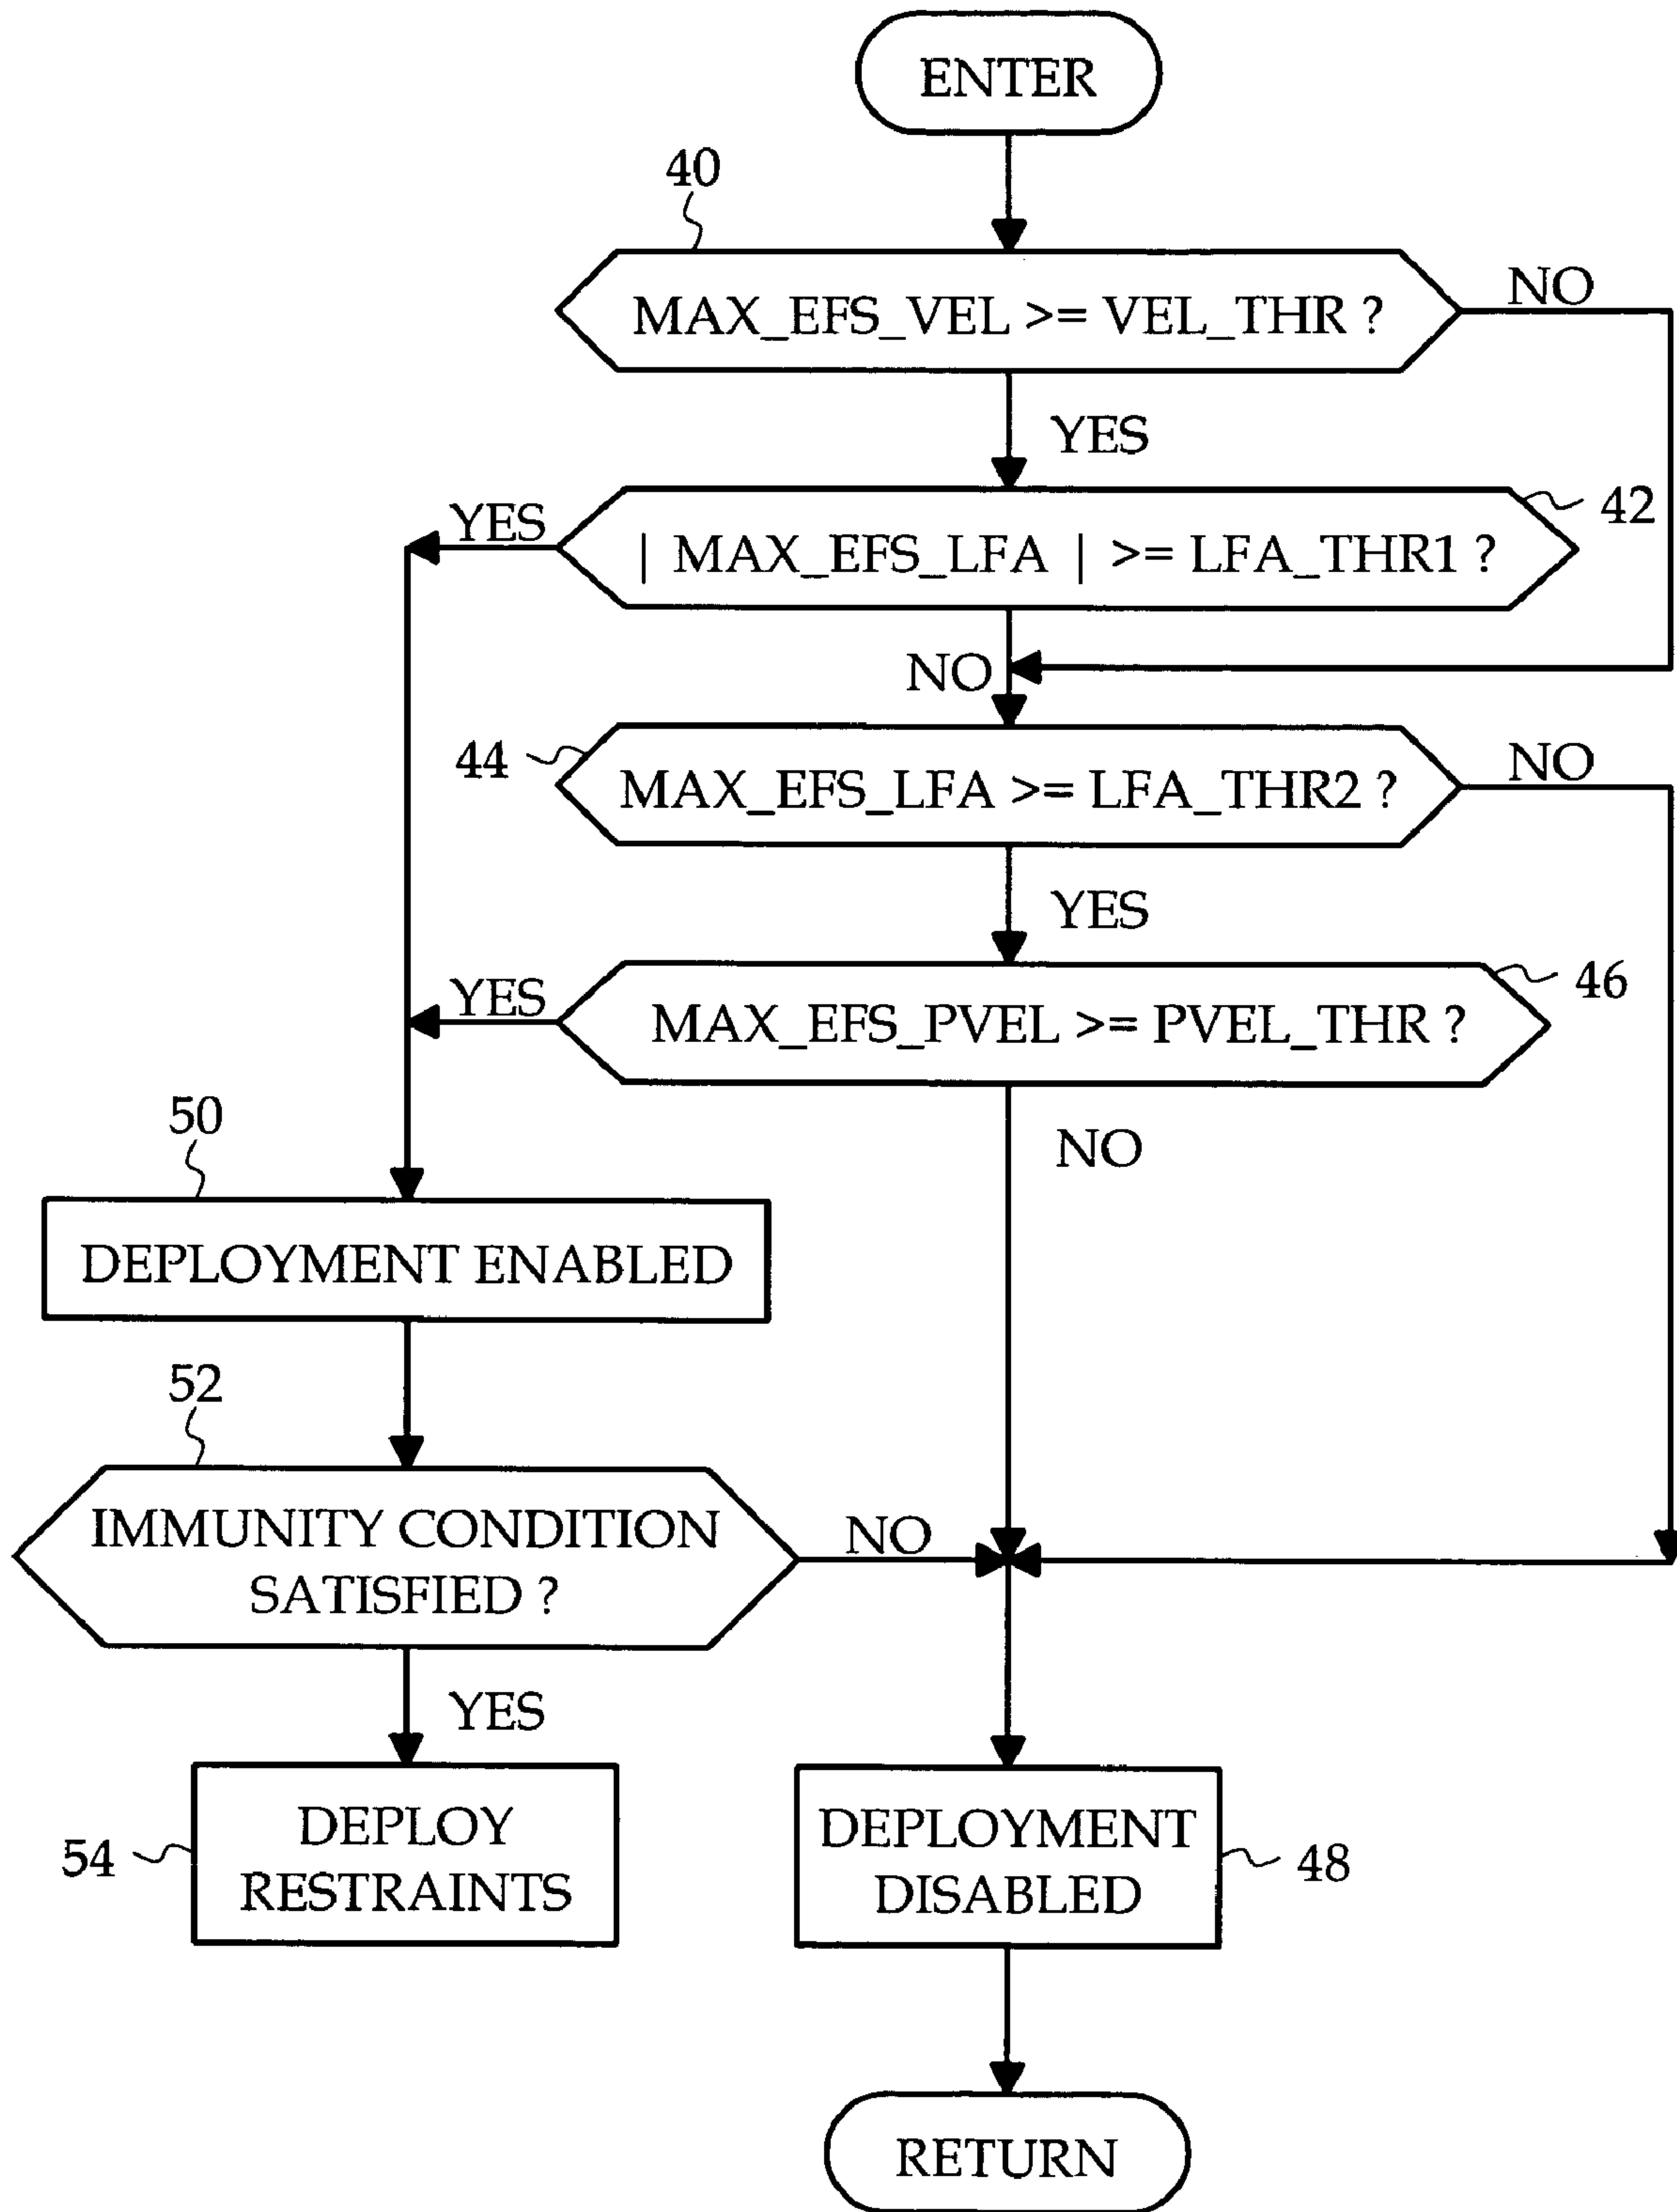 ENTER
40
MAX_EFS_VEL >= VEL_THR ?
NO
YES
42
YES
| MAX_EFS_LFA | >= LFA_THR1 ?
NO
44
MAX_EFS_LFA >= LFA_THR2 ?
NO
YES
46
YES
MAX_EFS_PVEL >= PVEL_THR ?
NO
50
DEPLOYMENT ENABLED
52
IMMUNITY CONDITION
SATISFIED ?
NO
YES
54
DEPLOY
RESTRAINTS
DEPLOYMENT
DISABLED
48
RETURN